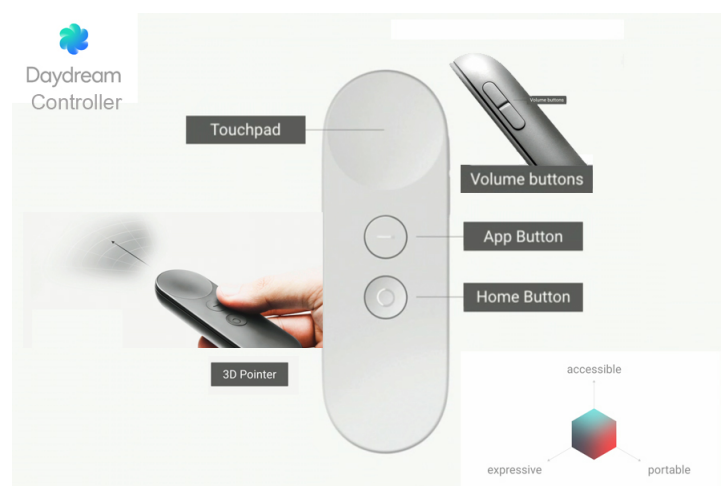 Daydream
Controller
Touchpad
Volume buttons
Volume buttons
App Button
Home Button
3D Pointer
accessible
expressive
portable